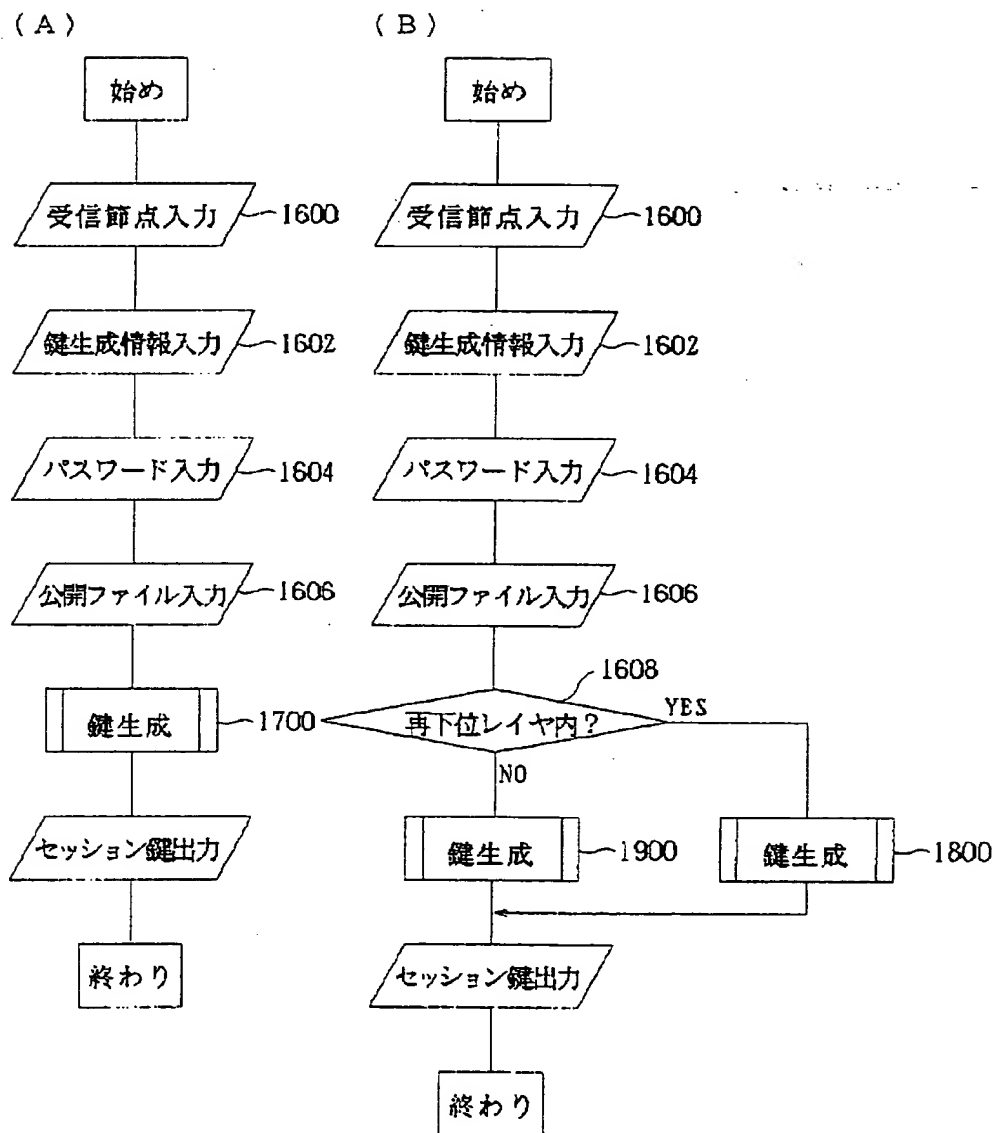 (A)
始め
受信節点入力 1600
鍵生成情報入力 1602
パスワード入力 1604
公開ファイル入力 1606
鍵生成 1700
セッション鍵出力
終わり
(B)
始め
受信節点入力 1600
鍵生成情報入力 1602
パスワード入力 1604
公開ファイル入力 1606
1608
再下位レイヤ内?
YES
NO
鍵生成 1900
鍵生成 1800
セッション鍵出力
終わり